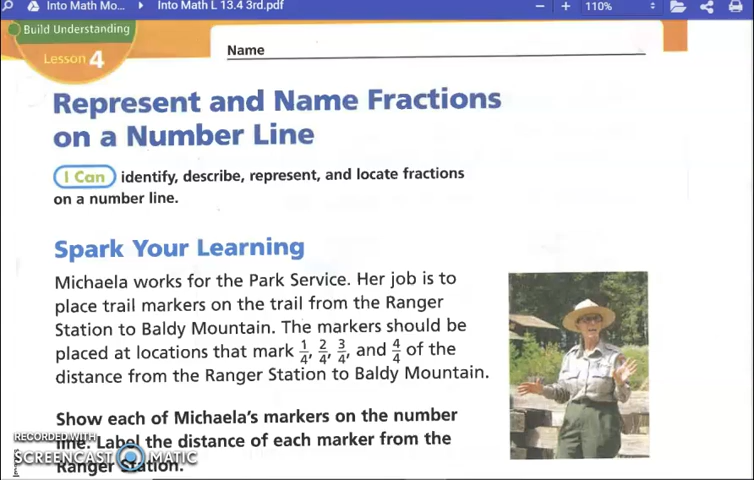 Into Math Mo...
Into Math L 13.4 3rd.pdf
110%
Build Understanding
Lesson 4
Name
Represent and Name Fractions
on a Number Line
I Can identify, describe, represent, and locate fractions
on a number line.
Spark Your Learning
Michaela works for the Park Service. Her job is to
place trail markers on the trail from the Ranger
Station to Baldy Mountain. The markers should be
placed at locations that mark 1/4, 2/4, 3/4, and 4/4 of the
distance from the Ranger Station to Baldy Mountain.
Show each of Michaela's markers on the number
line. Label the distance of each marker from the
Ranger Station.
RECORDED WITH
SCREENCAST MATIC